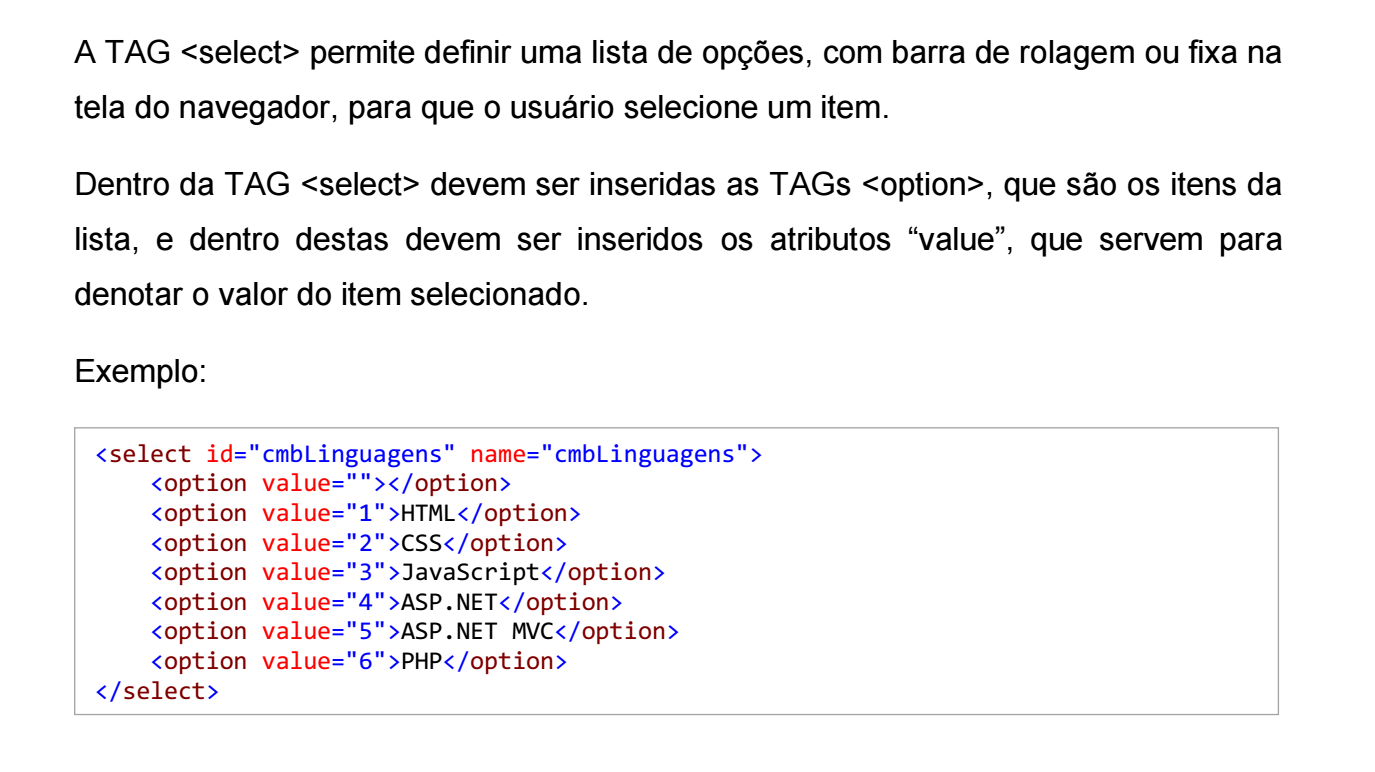 A TAG <select> permite definir uma lista de opções, com barra de rolagem ou fixa na
tela do navegador, para que o usuário selecione um item.
Dentro da TAG <select> devem ser inseridas as TAGs <option>, que são os itens da
lista, e dentro destas devem ser inseridos os atributos “value”, que servem para
denotar o valor do item selecionado.
Exemplo:
<select id="cmbLinguagens" name="cmbLinguagens">
    <option value=""></option>
    <option value="1">HTML</option>
    <option value="2">CSS</option>
    <option value="3">JavaScript</option>
    <option value="4">ASP.NET</option>
    <option value="5">ASP.NET MVC</option>
    <option value="6">PHP</option>
</select>